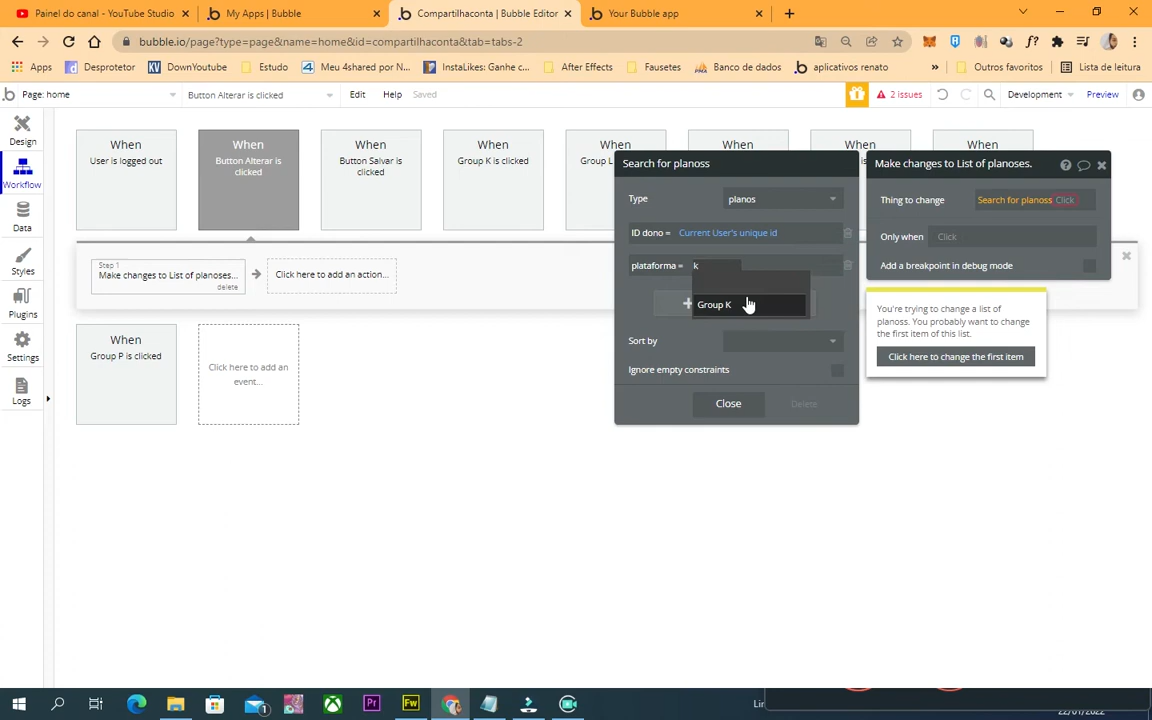 Painel do canal - YouTube Studio
My Apps | Bubble
Compartilhaconta | Bubble Editor
Your Bubble app
bubble.io/page?type=page&name=home&id=compartilhaconta&tab=tabs-2
Apps
Desprotetor
DownYoutube
Estudo
Meu 4shared por N...
InstaLikes: Ganhe c...
After Effects
Fausetes
Banco de dados
aplicativos renato
»
Outros favoritos
Lista de leitura
Page: home
Button Alterar is clicked
Edit
Help
Saved
2 issues
Development
Preview
Design
Workflow
Data
Styles
Plugins
Settings
Logs
When
User is logged out
When
Button Alterar is
clicked
When
Button Salvar is
clicked
When
Group K is clicked
When
When
When
When
Step 1
Make changes to List of planoses...
delete
Click here to add an action...
When
Group P is clicked
Click here to add an
event...
Search for planoss
Type
planos
ID dono =
Current User's unique id
plataforma =
k
Group K
Sort by
Ignore empty constraints
Close
Delete
Make changes to List of planoses.
Thing to change
Search for planoss
Click
Only when
Click
Add a breakpoint in debug mode
You're trying to change a list of
planoss. You probably want to change
the first item of this list.
Click here to change the first item